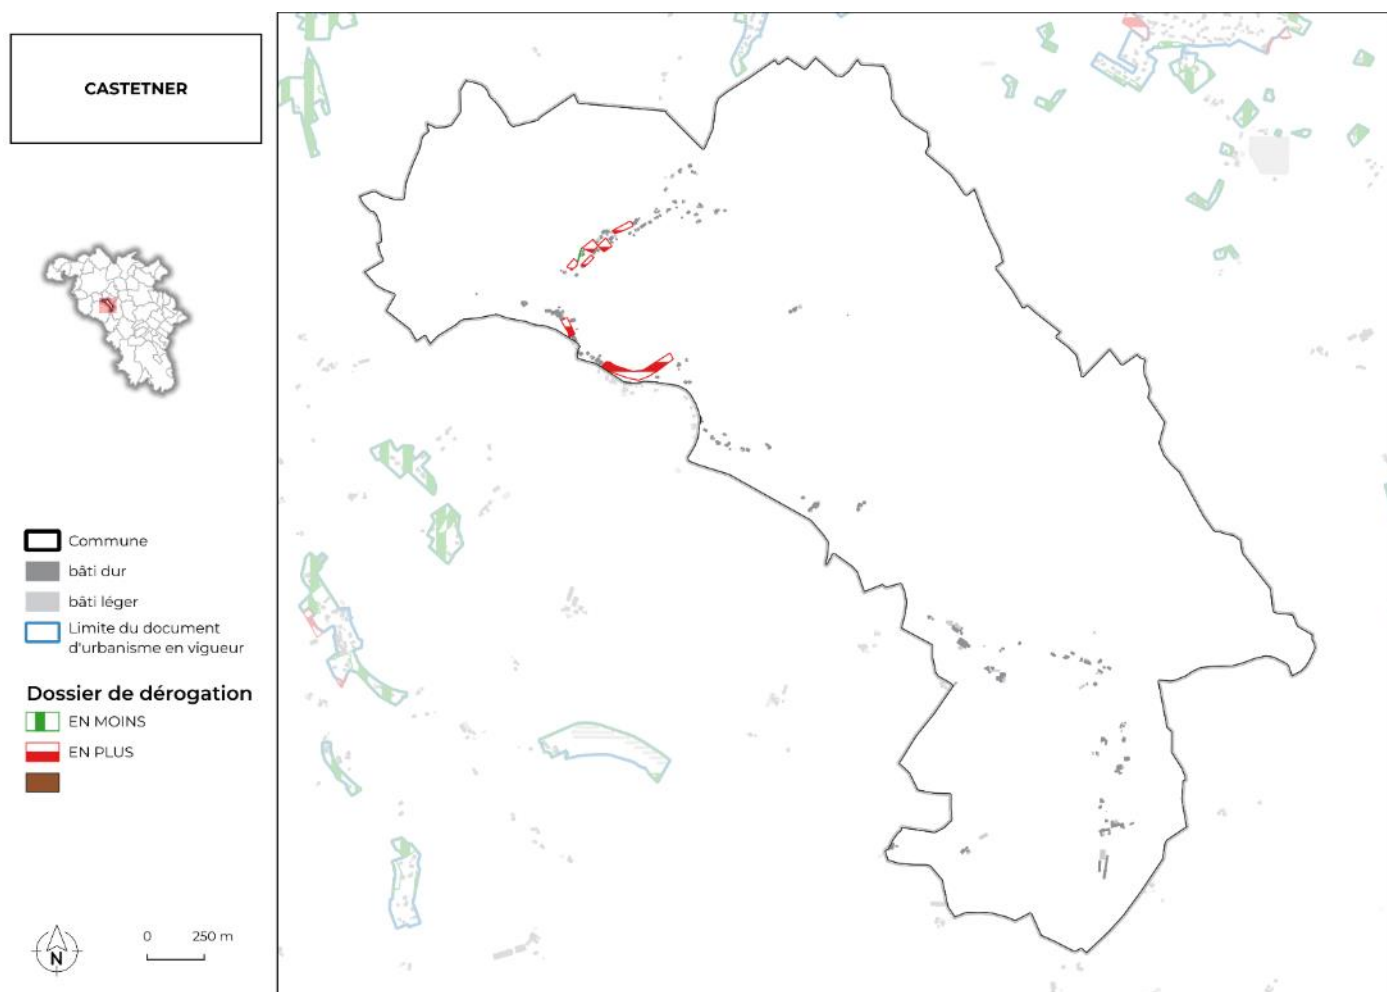 CASTETNER
Commune
bâti dur
bâti léger
Limite du document
d'urbanisme en vigueur
Dossier de dérogation
EN MOINS
EN PLUS
N
0 250 m